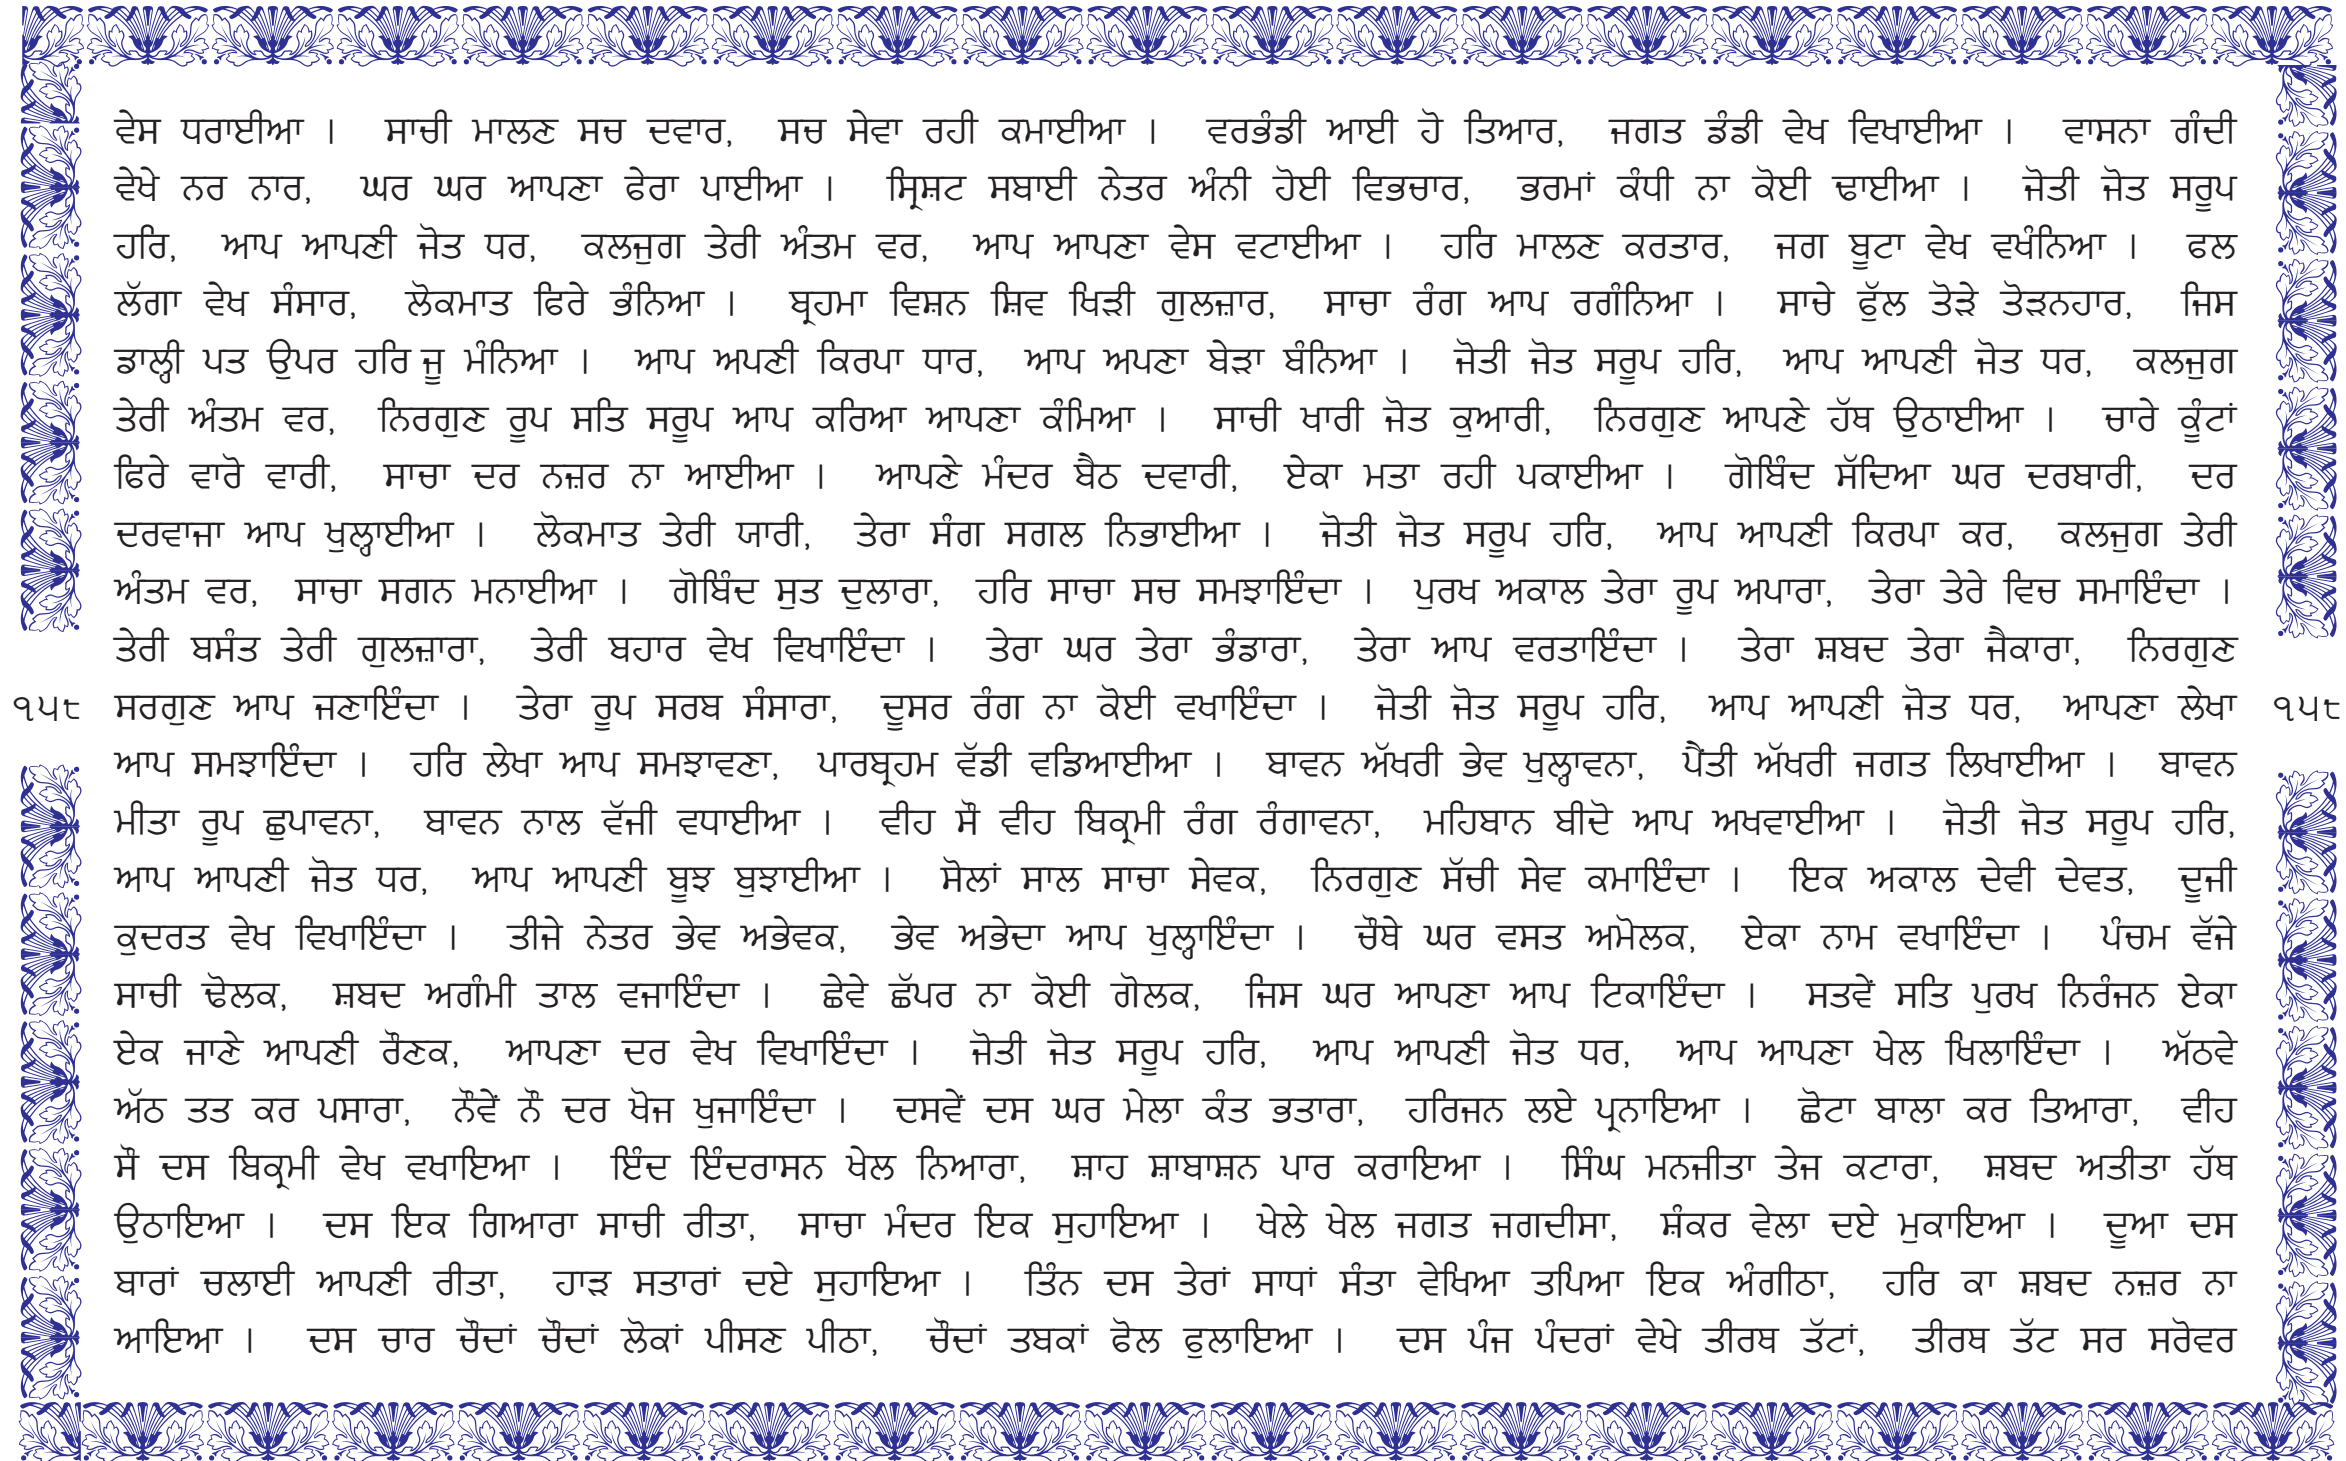 ਵੇਸ ਧਰਾਈਆ । ਸਾਚੀ ਮਾਲਣ ਸਚ ਦਵਾਰ, ਸਚ ਸੇਵਾ ਰਹੀ ਕਮਾਈਆ । ਵਰਭੰਡੀ ਆਈ ਹੋ ਤਿਆਰ, ਜਗਤ ਡੰਡੀ ਵੇਖ ਵਿਖਾਈਆ । ਵਾਸਨਾ ਗੰਦੀ
ਵੇਖੇ ਨਰ ਨਾਰ, ਘਰ ਘਰ ਆਪਣਾ ਫੇਰਾ ਪਾਈਆ । ਸ੍ਰਿਸ਼ਟ ਸਬਾਈ ਨੇਤਰ ਅੰਨੀ ਹੋਈ ਵਿਭਚਾਰ, ਭਰਮਾਂ ਕੰਧੀ ਨਾ ਕੋਈ ਢਾਈਆ । ਜੋਤੀ ਜੋਤ ਸਰੂਪ
ਹਰਿ, ਆਪ ਆਪਣੀ ਜੋਤ ਧਰ, ਕਲਜੁਗ ਤੇਰੀ ਅੰਤਮ ਵਰ, ਆਪ ਆਪਣਾ ਵੇਸ ਵਟਾਈਆ । ਹਰਿ ਮਾਲਣ ਕਰਤਾਰ, ਜਗ ਬੂਟਾ ਵੇਖ ਵਖੰਨਿਆ । ਫਲ
ਲੱਗਾ ਵੇਖ ਸੰਸਾਰ, ਲੋਕਮਾਤ ਫਿਰੇ ਭੰਨਿਆ । ਬ੍ਰਹਮਾ ਵਿਸ਼ਨ ਸ਼ਿਵ ਖਿੜੀ ਗੁਲਜ਼ਾਰ, ਸਾਚਾ ਰੰਗ ਆਪ ਰਗੰਨਿਆ । ਸਾਚੇ ਫੁੱਲ ਤੋੜੇ ਤੋੜਨਹਾਰ, ਜਿਸ
ਡਾਲ੍ਹੀ ਪਤ ਉਪਰ ਹਰਿ ਜੂ ਮੰਨਿਆ । ਆਪ ਅਪਣੀ ਕਿਰਪਾ ਧਾਰ, ਆਪ ਅਪਣਾ ਬੇੜਾ ਬੰਨਿਆ । ਜੋਤੀ ਜੋਤ ਸਰੂਪ ਹਰਿ, ਆਪ ਆਪਣੀ ਜੋਤ ਧਰ, ਕਲਜੁਗ
ਤੇਰੀ ਅੰਤਮ ਵਰ, ਨਿਰਗੁਣ ਰੂਪ ਸਤਿ ਸਰੂਪ ਆਪ ਕਰਿਆ ਆਪਣਾ ਕੰਮਿਆ । ਸਾਚੀ ਖਾਰੀ ਜੋਤ ਕੁਆਰੀ, ਨਿਰਗੁਣ ਆਪਣੇ ਹੱਥ ਉਠਾਈਆ । ਚਾਰੇ ਕੂੰਟਾਂ
ਫਿਰੇ ਵਾਰੋ ਵਾਰੀ, ਸਾਚਾ ਦਰ ਨਜ਼ਰ ਨਾ ਆਈਆ । ਆਪਣੇ ਮੰਦਰ ਬੈਠ ਦਵਾਰੀ, ਏਕਾ ਮਤਾ ਰਹੀ ਪਕਾਈਆ । ਗੋਬਿੰਦ ਸੱਦਿਆ ਘਰ ਦਰਬਾਰੀ, ਦਰ
ਦਰਵਾਜਾ ਆਪ ਖੁਲ੍ਹਾਈਆ । ਲੋਕਮਾਤ ਤੇਰੀ ਯਾਰੀ, ਤੇਰਾ ਸੰਗ ਸਗਲ ਨਿਭਾਈਆ । ਜੋਤੀ ਜੋਤ ਸਰੂਪ ਹਰਿ, ਆਪ ਆਪਣੀ ਕਿਰਪਾ ਕਰ, ਕਲਜੁਗ ਤੇਰੀ
ਅੰਤਮ ਵਰ, ਸਾਚਾ ਸਗਨ ਮਨਾਈਆ । ਗੋਬਿੰਦ ਸੁਤ ਦੁਲਾਰਾ, ਹਰਿ ਸਾਚਾ ਸਚ ਸਮਝਾਇੰਦਾ । ਪੁਰਖ ਅਕਾਲ ਤੇਰਾ ਰੂਪ ਅਪਾਰਾ, ਤੇਰਾ ਤੇਰੇ ਵਿਚ ਸਮਾਇੰਦਾ ।
ਤੇਰੀ ਬਸੰਤ ਤੇਰੀ ਗੁਲਜ਼ਾਰਾ, ਤੇਰੀ ਬਹਾਰ ਵੇਖ ਵਿਖਾਇੰਦਾ । ਤੇਰਾ ਘਰ ਤੇਰਾ ਭੰਡਾਰਾ, ਤੇਰਾ ਆਪ ਵਰਤਾਇੰਦਾ । ਤੇਰਾ ਸ਼ਬਦ ਤੇਰਾ ਜੈਕਾਰਾ, ਨਿਰਗੁਣ
੧੫੮ ਸਰਗੁਣ ਆਪ ਜਣਾਇੰਦਾ । ਤੇਰਾ ਰੂਪ ਸਰਬ ਸੰਸਾਰਾ, ਦੂਸਰ ਰੰਗ ਨਾ ਕੋਈ ਵਖਾਇੰਦਾ । ਜੋਤੀ ਜੋਤ ਸਰੂਪ ਹਰਿ, ਆਪ ਆਪਣੀ ਜੋਤ ਧਰ, ਆਪਣਾ ਲੇਖਾ ੧੫੮
ਆਪ ਸਮਝਾਇੰਦਾ । ਹਰਿ ਲੇਖਾ ਆਪ ਸਮਝਾਵਣਾ, ਪਾਰਬ੍ਰਹਮ ਵੱਡੀ ਵਡਿਆਈਆ । ਬਾਵਨ ਅੱਖਰੀ ਭੇਵ ਖੁਲ੍ਹਾਵਨਾ, ਪੈਂਤੀ ਅੱਖਰੀ ਜਗਤ ਲਿਖਾਈਆ । ਬਾਵਨ
ਮੀਤਾ ਰੂਪ ਛੁਪਾਵਨਾ, ਬਾਵਨ ਨਾਲ ਵੱਜੀ ਵਧਾਈਆ । ਵੀਹ ਸੌ ਵੀਹ ਬਿਕ੍ਰਮੀ ਰੰਗ ਰੰਗਾਵਨਾ, ਮਹਿਬਾਨ ਬੀਦੋ ਆਪ ਅਖਵਾਈਆ । ਜੋਤੀ ਜੋਤ ਸਰੂਪ ਹਰਿ,
ਆਪ ਆਪਣੀ ਜੋਤ ਧਰ, ਆਪ ਆਪਣੀ ਬੂਝ ਬੁਝਾਈਆ । ਸੋਲਾਂ ਸਾਲ ਸਾਚਾ ਸੇਵਕ, ਨਿਰਗੁਣ ਸੱਚੀ ਸੇਵ ਕਮਾਇੰਦਾ । ਇਕ ਅਕਾਲ ਦੇਵੀ ਦੇਵਤ, ਦੂਜੀ
ਕੁਦਰਤ ਵੇਖ ਵਿਖਾਇੰਦਾ । ਤੀਜੇ ਨੇਤਰ ਭੇਵ ਅਭੇਵਕ, ਭੇਵ ਅਭੇਦਾ ਆਪ ਖੁਲ੍ਹਾਇੰਦਾ । ਚੌਥੇ ਘਰ ਵਸਤ ਅਮੋਲਕ, ਏਕਾ ਨਾਮ ਵਖਾਇੰਦਾ । ਪੰਚਮ ਵੱਜੇ
ਸਾਚੀ ਢੋਲਕ, ਸ਼ਬਦ ਅਗੰਮੀ ਤਾਲ ਵਜਾਇੰਦਾ । ਛੇਵੇ ਛੱਪਰ ਨਾ ਕੋਈ ਗੋਲਕ, ਜਿਸ ਘਰ ਆਪਣਾ ਆਪ ਟਿਕਾਇੰਦਾ । ਸਤਵੇਂ ਸਤਿ ਪੁਰਖ ਨਿਰੰਜਨ ਏਕਾ
ਏਕ ਜਾਣੇ ਆਪਣੀ ਰੌਣਕ, ਆਪਣਾ ਦਰ ਵੇਖ ਵਿਖਾਇੰਦਾ । ਜੋਤੀ ਜੋਤ ਸਰੂਪ ਹਰਿ, ਆਪ ਆਪਣੀ ਜੋਤ ਧਰ, ਆਪ ਆਪਣਾ ਖੇਲ ਖਿਲਾਇੰਦਾ । ਅੱਠਵੇ
ਅੱਠ ਤਤ ਕਰ ਪਸਾਰਾ, ਨੌਵੇਂ ਨੌ ਦਰ ਖੋਜ ਖੁਜਾਇੰਦਾ । ਦਸਵੇਂ ਦਸ ਘਰ ਮੇਲਾ ਕੰਤ ਭਤਾਰਾ, ਹਰਿਜਨ ਲਏ ਪ੍ਰਨਾਇਆ । ਛੋਟਾ ਬਾਲਾ ਕਰ ਤਿਆਰਾ, ਵੀਹ
ਸੌ ਦਸ ਬਿਕ੍ਰਮੀ ਵੇਖ ਵਖਾਇਆ । ਇੰਦ ਇੰਦਰਾਸਨ ਖੇਲ ਨਿਆਰਾ, ਸ਼ਾਹ ਸ਼ਾਬਾਸ਼ਨ ਪਾਰ ਕਰਾਇਆ । ਸਿੰਘ ਮਨਜੀਤਾ ਤੇਜ ਕਟਾਰਾ, ਸ਼ਬਦ ਅਤੀਤਾ ਹੱਥ
ਉਠਾਇਆ । ਦਸ ਇਕ ਗਿਆਰਾ ਸਾਚੀ ਰੀਤਾ, ਸਾਚਾ ਮੰਦਰ ਇਕ ਸੁਹਾਇਆ । ਖੇਲੇ ਖੇਲ ਜਗਤ ਜਗਦੀਸਾ, ਸ਼ੰਕਰ ਵੇਲਾ ਦਏ ਮੁਕਾਇਆ । ਦੂਆ ਦਸ
ਬਾਰਾਂ ਚਲਾਈ ਆਪਣੀ ਰੀਤਾ, ਹਾੜ ਸਤਾਰਾਂ ਦਏ ਸੁਹਾਇਆ । ਤਿੰਨ ਦਸ ਤੇਰਾਂ ਸਾਧਾਂ ਸੰਤਾ ਵੇਖਿਆ ਤਪਿਆ ਇਕ ਅੰਗੀਠਾ, ਹਰਿ ਕਾ ਸ਼ਬਦ ਨਜ਼ਰ ਨਾ
ਆਇਆ । ਦਸ ਚਾਰ ਚੌਦਾਂ ਚੌਦਾਂ ਲੋਕਾਂ ਪੀਸਣ ਪੀਠਾ, ਚੌਦਾਂ ਤਬਕਾਂ ਫੋਲ ਫੁਲਾਇਆ । ਦਸ ਪੰਜ ਪੰਦਰਾਂ ਵੇਖੇ ਤੀਰਥ ਤੱਟਾਂ, ਤੀਰਥ ਤੱਟ ਸਰ ਸਰੋਵਰ